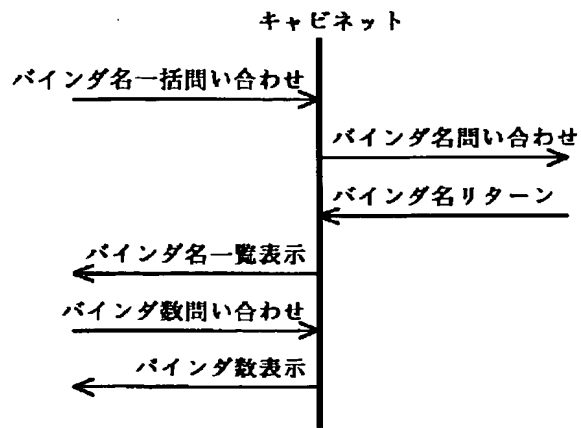 キャビネット
バインダ名一括問い合わせ
バインダ名問い合わせ
バインダ名リターン
バインダ名一覧表示
バインダ数問い合わせ
バインダ数表示